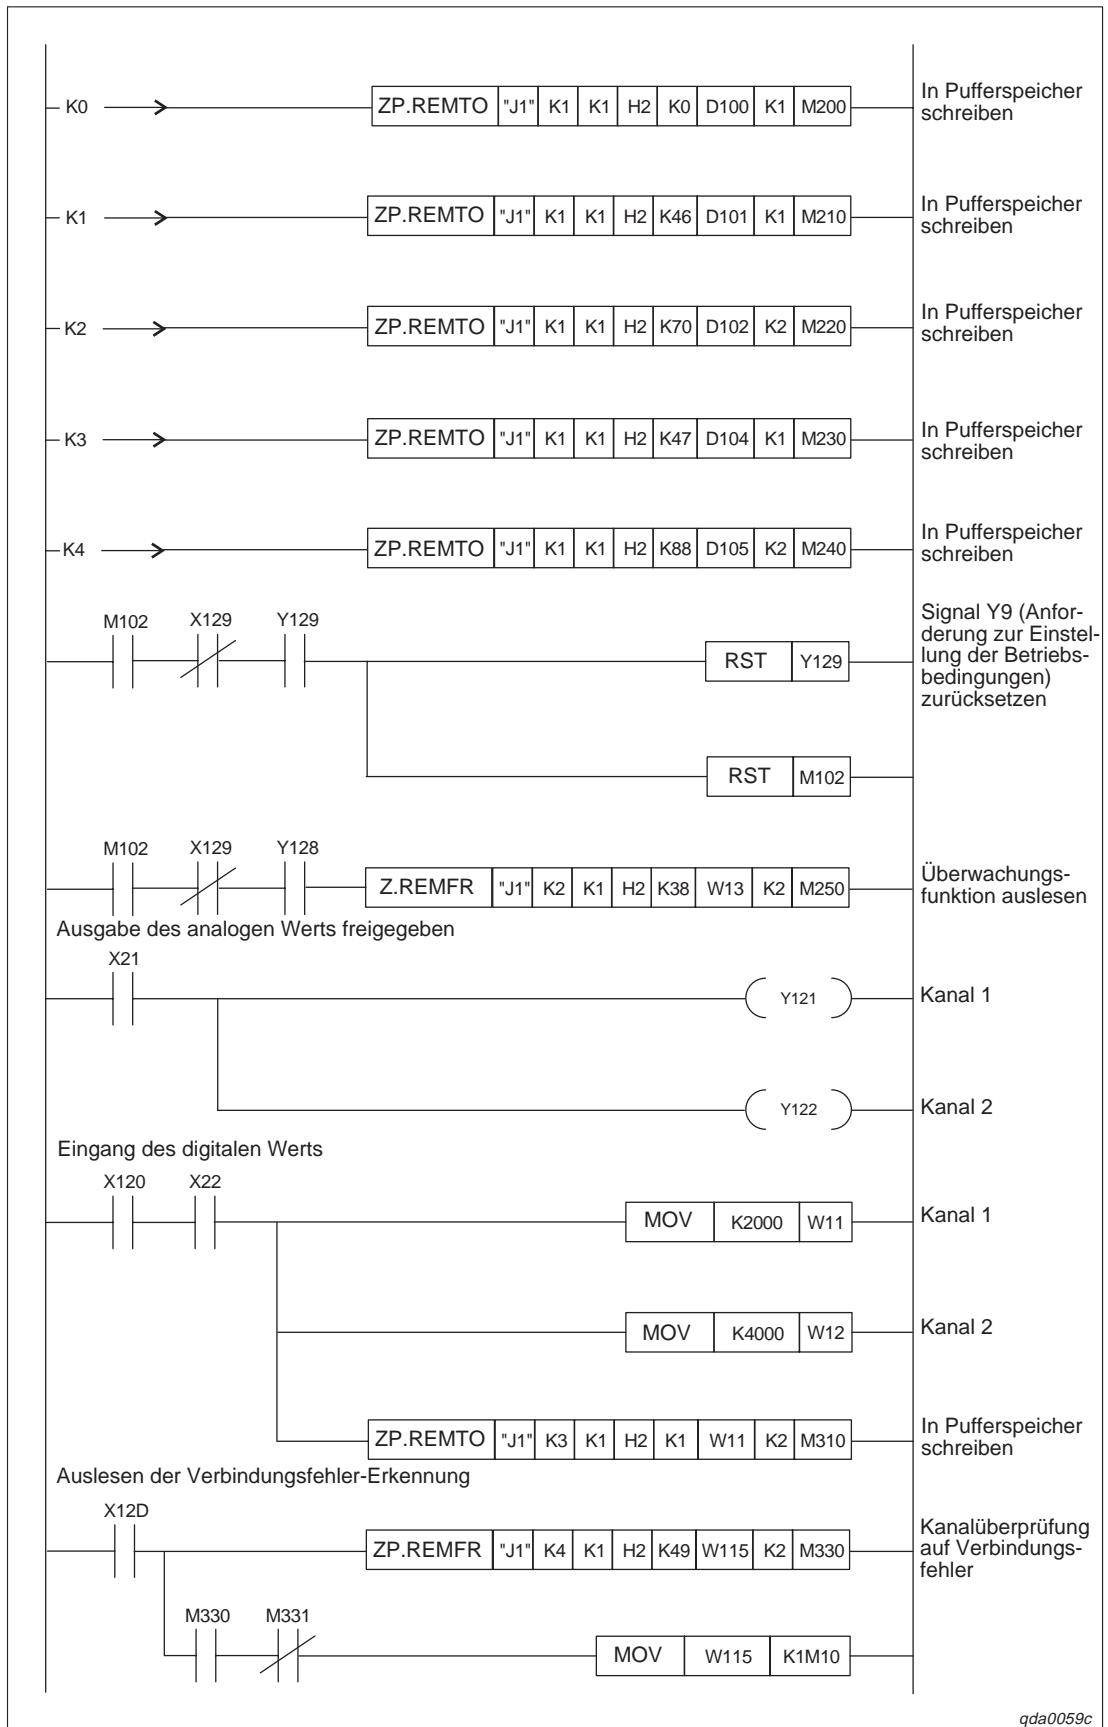 K0 ZP.REMTO "J1" K1 K1 H2 K0 D100 K1 M200 In Pufferspeicher
schreiben
K1 ZP.REMTO "J1" K1 K1 H2 K46 D101 K1 M210 In Pufferspeicher
schreiben
K2 ZP.REMTO "J1" K1 K1 H2 K70 D102 K2 M220 In Pufferspeicher
schreiben
K3 ZP.REMTO "J1" K1 K1 H2 K47 D104 K1 M230 In Pufferspeicher
schreiben
K4 ZP.REMTO "J1" K1 K1 H2 K88 D105 K2 M240 In Pufferspeicher
schreiben
M102 X129 Y129
RST Y129
Signal Y9 (Anfor-
derung zur Einstel-
lung der Betriebs-
bedingungen)
zurücksetzen
RST M102
M102 X129 Y128
Z.REMFR "J1" K2 K1 H2 K38 W13 K2 M250 Überwachungs-
funktion auslesen
Ausgabe des analogen Werts freigegeben
X21
Y121 Kanal 1
Y122 Kanal 2
Eingang des digitalen Werts
X120 X22
MOV K2000 W11 Kanal 1
MOV K4000 W12 Kanal 2
ZP.REMTO "J1" K3 K1 H2 K1 W11 K2 M310 In Pufferspeicher
schreiben
Auslesen der Verbindungsfehler-Erkennung
X12D
ZP.REMFR "J1" K4 K1 H2 K49 W115 K2 M330 Kanalüberprüfung
auf Verbindungs-
fehler
M330 M331
MOV W115 K1M10
qda0059c